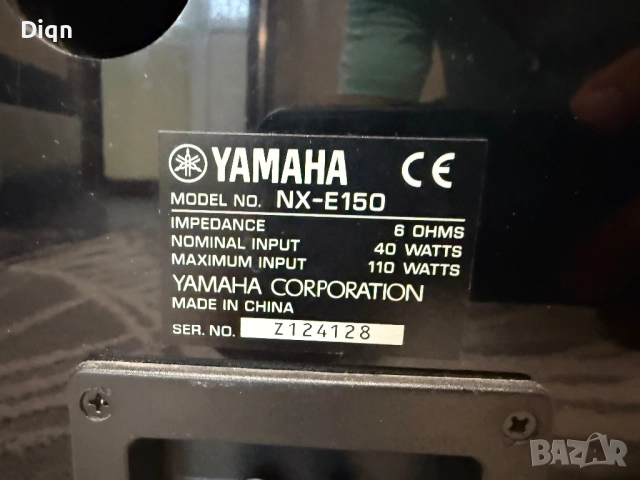 Diqn
YAMAHA CE
MODEL NO. NX-E150
IMPEDANCE 6 OHMS
NOMINAL INPUT 40 WATTS
MAXIMUM INPUT 110 WATTS
YAMAHA CORPORATION
MADE IN CHINA
SER. NO. Z124128
BAZAR